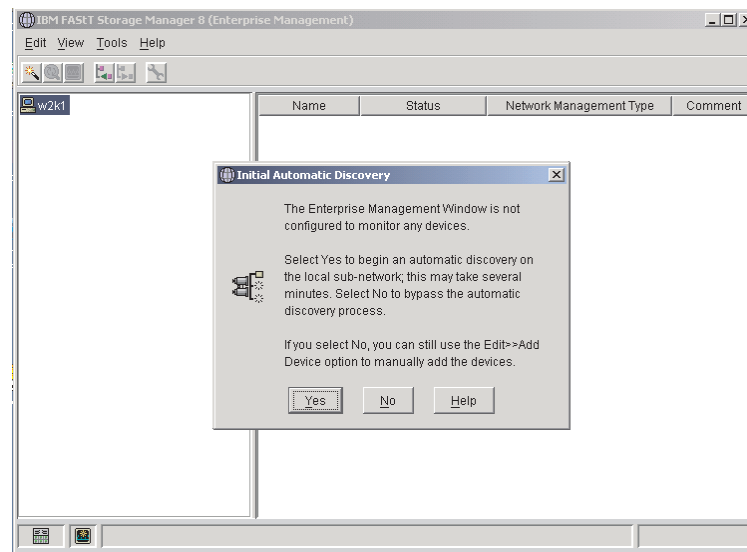 IBM FAStT Storage Manager 8 (Enterprise Management)
Edit View Tools Help
w2k1
Name Status Network Management Type Comment
Initial Automatic Discovery
The Enterprise Management Window is not
configured to monitor any devices.
Select Yes to begin an automatic discovery on
the local sub-network; this may take several
minutes. Select No to bypass the automatic
discovery process.
If you select No, you can still use the Edit>>Add
Device option to manually add the devices.
Yes No Help